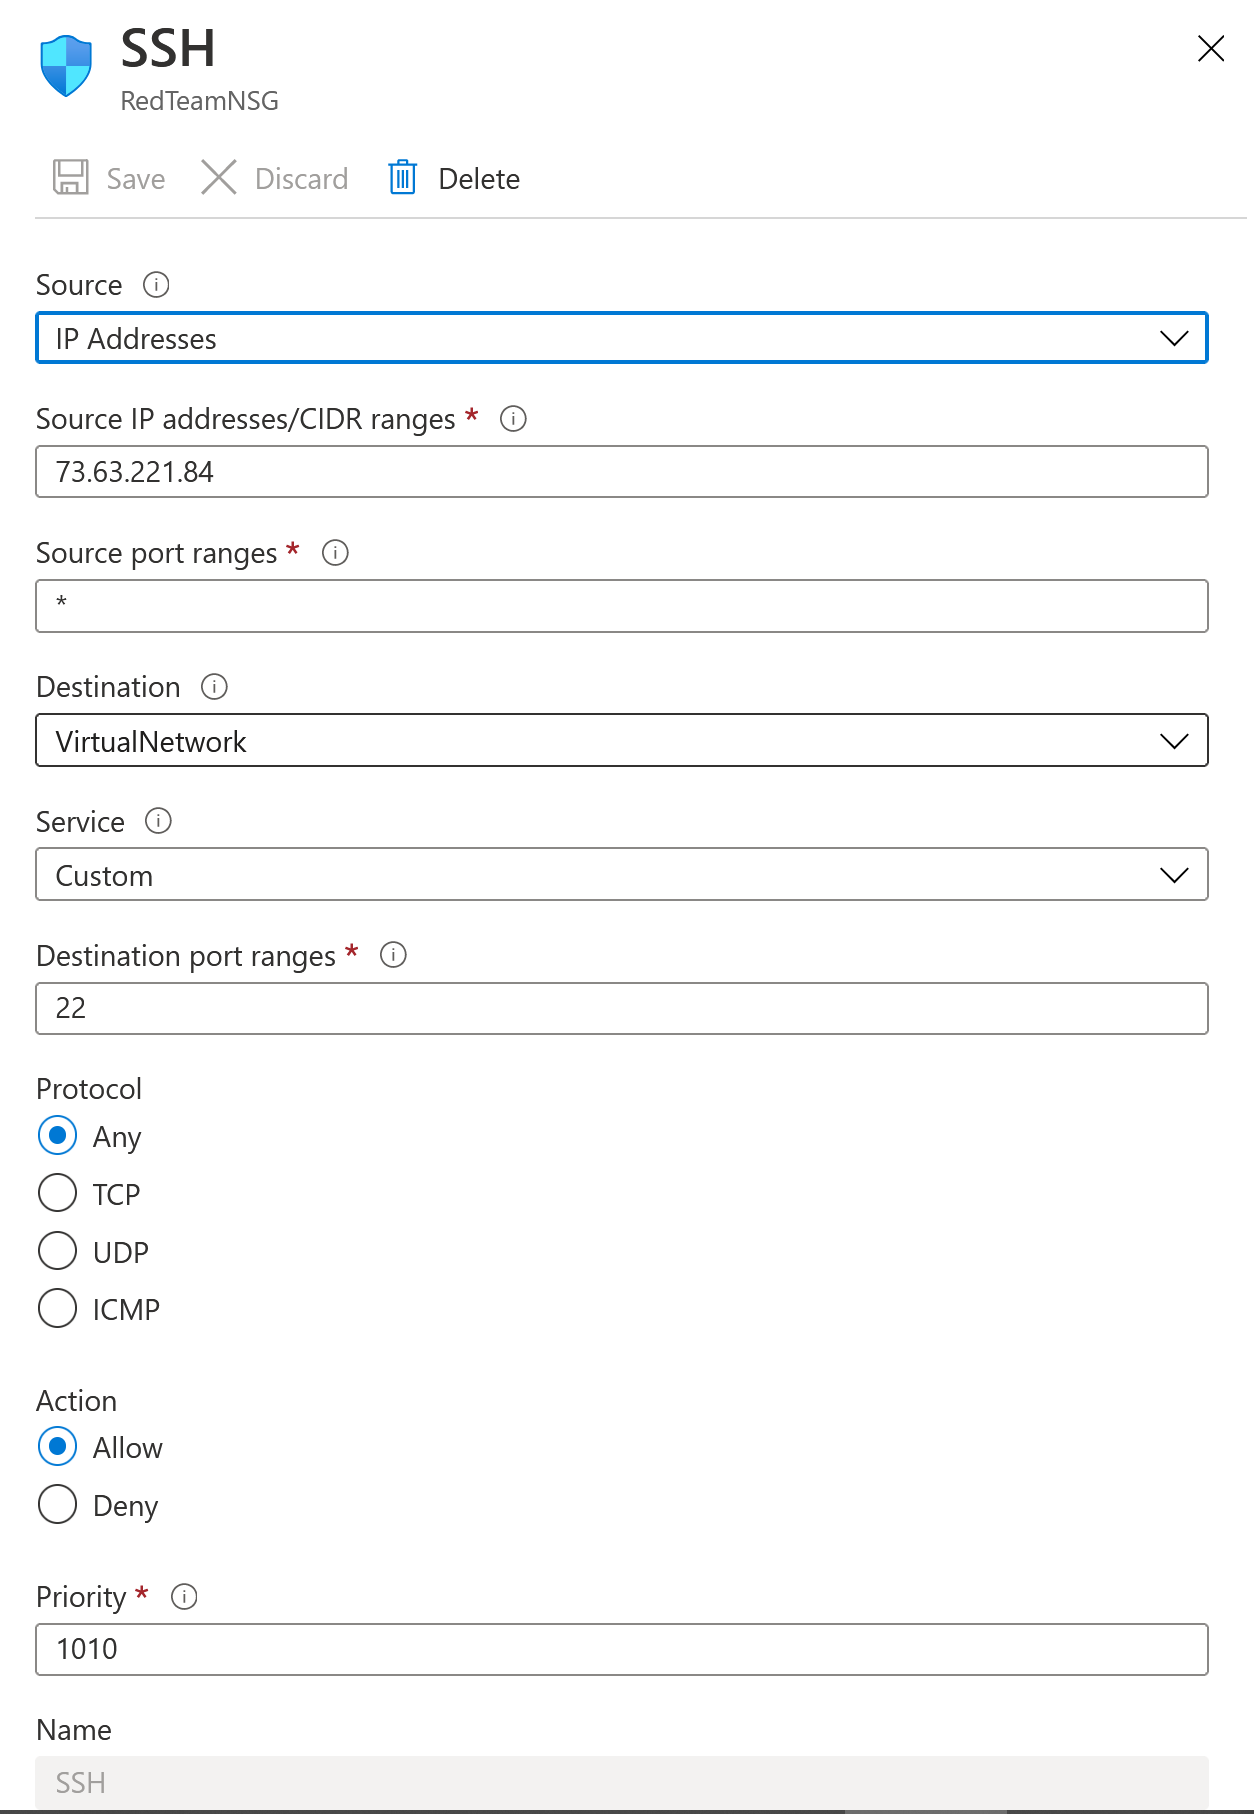 SSH
RedTeamNSG
Save Discard Delete
Source
IP Addresses
Source IP addresses/CIDR ranges *
73.63.221.84
Source port ranges *
*
Destination
VirtualNetwork
Service
Custom
Destination port ranges *
22
Protocol
Any
TCP
UDP
ICMP
Action
Allow
Deny
Priority *
1010
Name
SSH